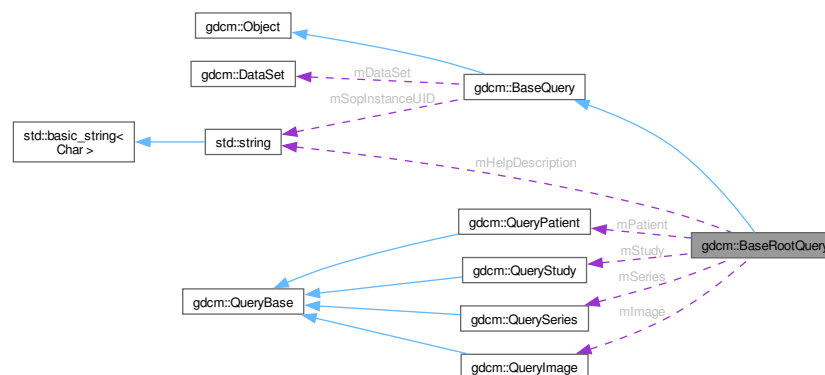 gdcm::Object
gdcm::DataSet
mDataSet
gdcm::BaseQuery
mSopInstanceUID
std::basic_string<
Char >
std::string
mHelpDescription
gdcm::QueryPatient
mPatient
gdcm::BaseRootQuery
mStudy
gdcm::QueryStudy
mSeries
gdcm::QueryBase
gdcm::QuerySeries
mImage
gdcm::QueryImage